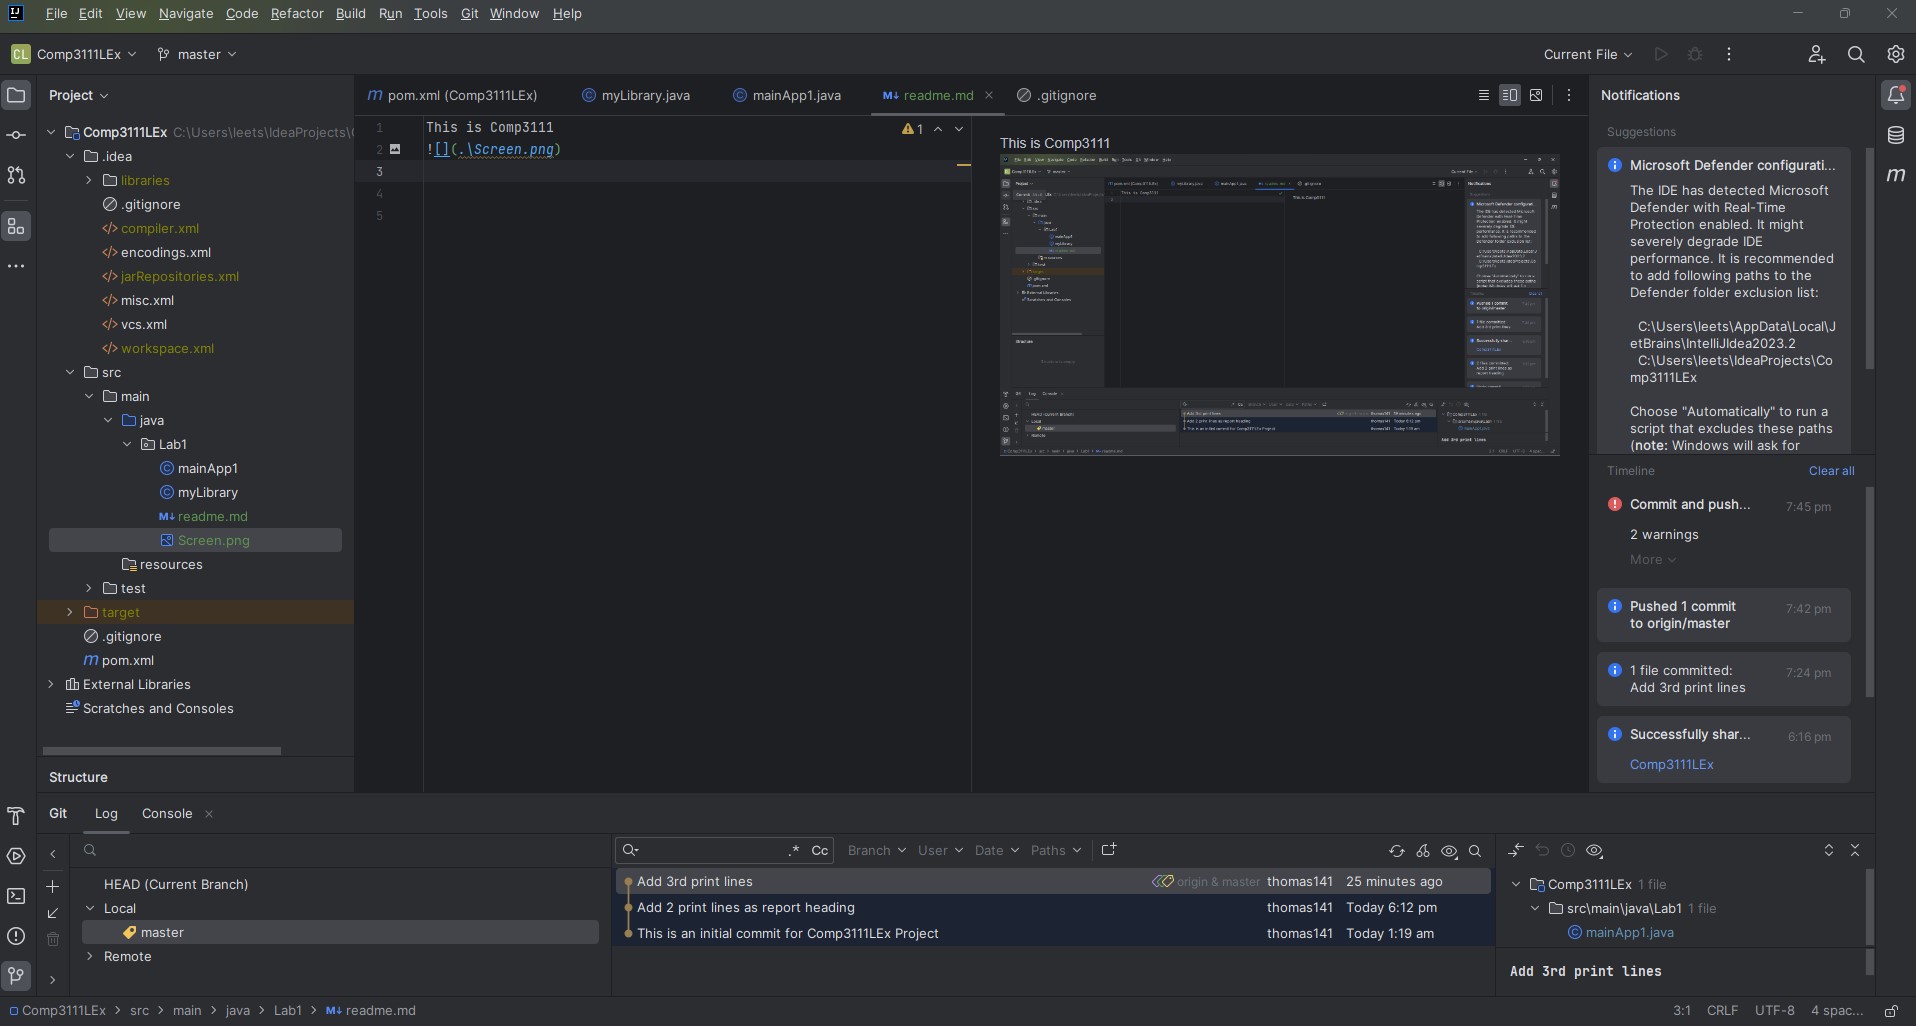 File Edit View Navigate Code Refactor Build Run Tools Git Window Help
CL Comp3111LEx master Current File
Project
Comp3111LEx C:\Users\leets\IdeaProjects\
.idea
libraries
.gitignore
compiler.xml
encodings.xml
jarRepositories.xml
misc.xml
vcs.xml
workspace.xml
src
main
java
Lab1
mainApp1
myLibrary
readme.md
Screen.png
resources
test
target
.gitignore
pom.xml
External Libraries
Scratches and Consoles
Structure
pom.xml (Comp3111LEx) myLibrary.java mainApp1.java readme.md .gitignore
1 This is Comp3111
2 ![](.\Screen.png)
3
4
5
1
This is Comp3111
Notifications
Suggestions
Microsoft Defender configurati...
The IDE has detected Microsoft
Defender with Real-Time
Protection enabled. It might
severely degrade IDE
performance. It is recommended
to add following paths to the
Defender folder exclusion list:
C:\Users\leets\AppData\Local\J
etBrains\IntelliJIdea2023.2
C:\Users\leets\IdeaProjects\Co
mp3111LEx
Choose "Automatically" to run a
script that excludes these paths
(note: Windows will ask for
Timeline Clear all
Commit and push... 7:45 pm
2 warnings
More
Pushed 1 commit 7:42 pm
to origin/master
1 file committed: 7:24 pm
Add 3rd print lines
Successfully shar... 6:16 pm
Comp3111LEx
Git Log Console
HEAD (Current Branch)
Local
master
Remote
.* Cc Branch User Date Paths
Add 3rd print lines origin & master thomas141 25 minutes ago
Add 2 print lines as report heading thomas141 Today 6:12 pm
This is an initial commit for Comp3111LEx Project thomas141 Today 1:19 am
Comp3111LEx 1 file
src\main\java\Lab1 1 file
mainApp1.java
Add 3rd print lines
Comp3111LEx > src > main > java > Lab1 > readme.md
3:1 CRLF UTF-8 4 spac...